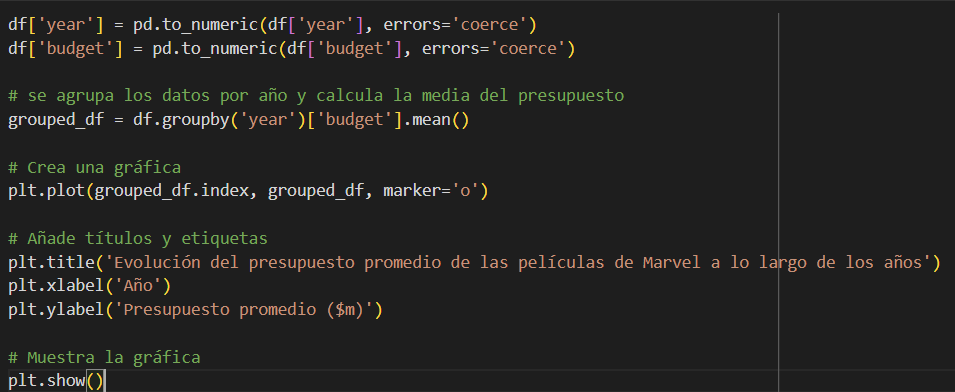 df['year'] = pd.to_numeric(df['year'], errors='coerce')
df['budget'] = pd.to_numeric(df['budget'], errors='coerce')
# se agrupa los datos por año y calcula la media del presupuesto
grouped_df = df.groupby('year')['budget'].mean()
# Crea una gráfica
plt.plot(grouped_df.index, grouped_df, marker='o')
# Añade títulos y etiquetas
plt.title('Evolución del presupuesto promedio de las películas de Marvel a lo largo de los años')
plt.xlabel('Año')
plt.ylabel('Presupuesto promedio ($m)')
# Muestra la gráfica
plt.show()